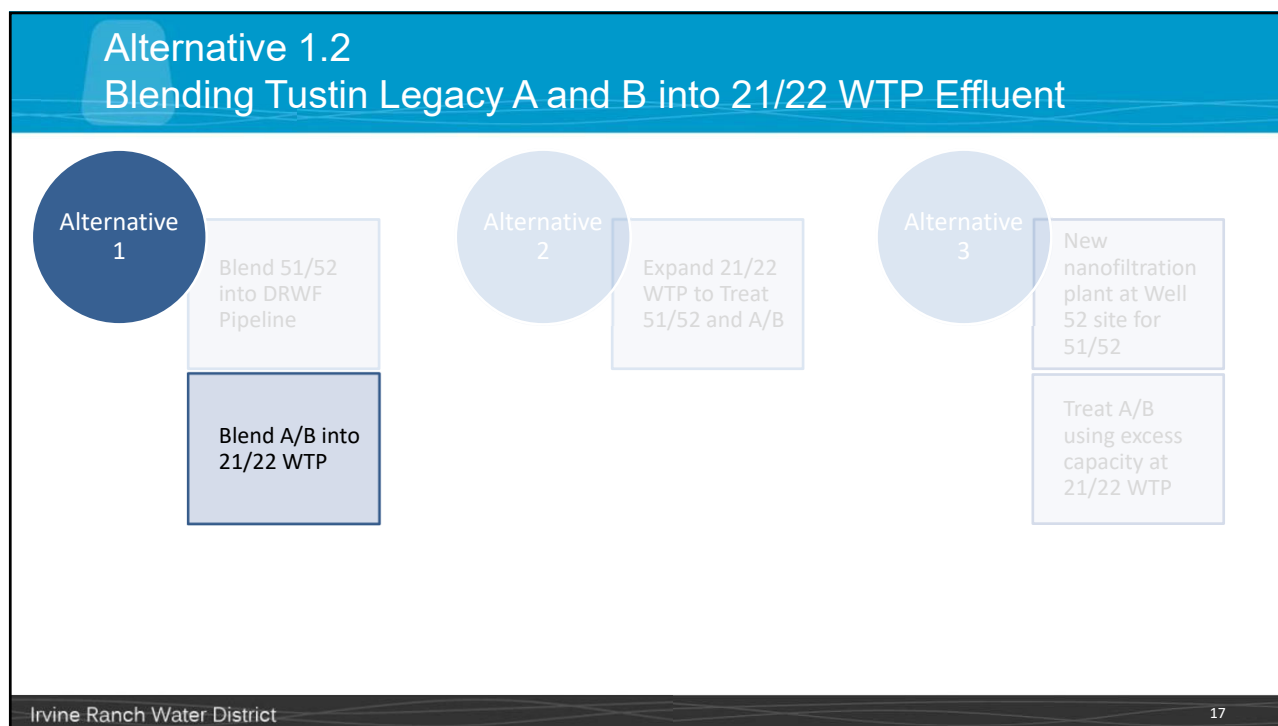 Alternative 1.2
Blending Tustin Legacy A and B into 21/22 WTP Effluent
Alternative
1
Blend 51/52
into DRWF
Pipeline
Blend A/B into
21/22 WTP
Alternative
2
Expand 21/22
WTP to Treat
51/52 and A/B
Alternative
3
New
nanofiltration
plant at Well
52 site for
51/52
Treat A/B
using excess
capacity at
21/22 WTP
Irvine Ranch Water District
17